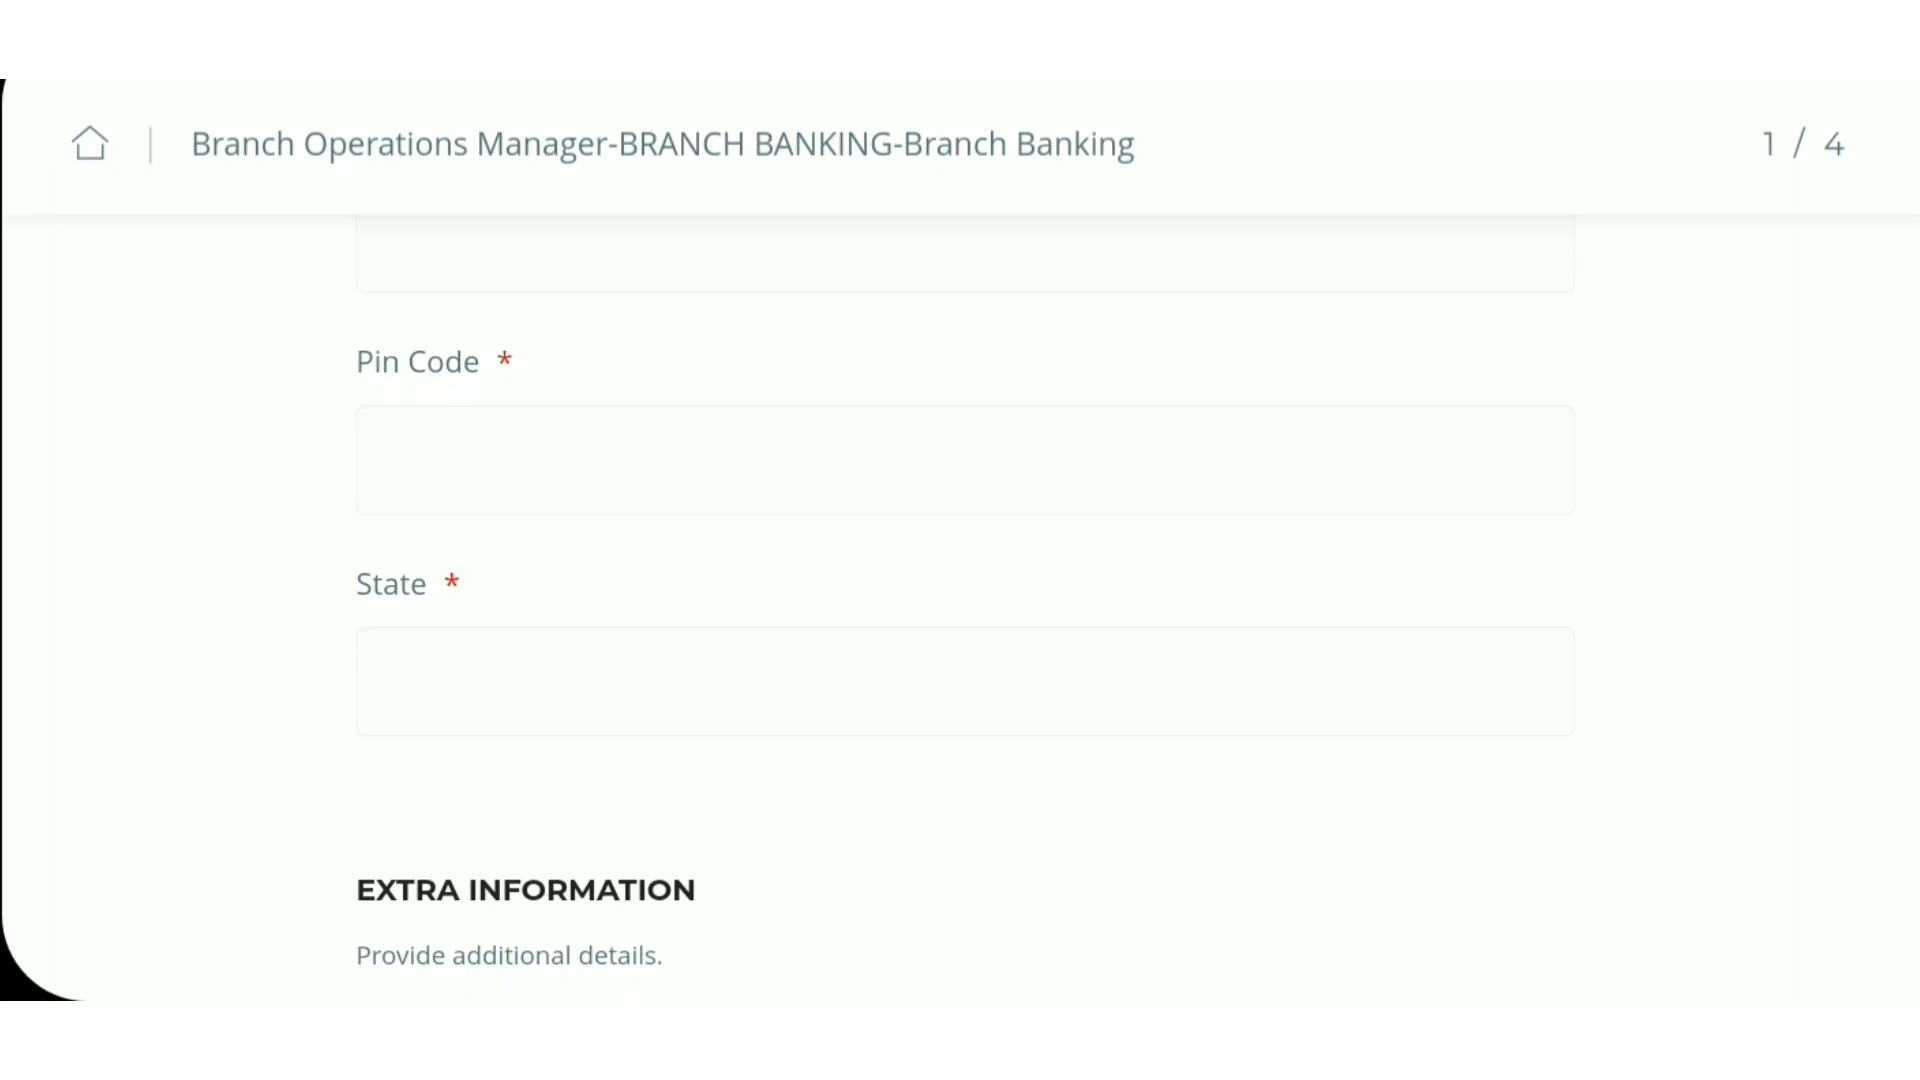 Branch Operations Manager-BRANCH BANKING-Branch Banking
1 / 4
Pin Code *
State *
EXTRA INFORMATION
Provide additional details.